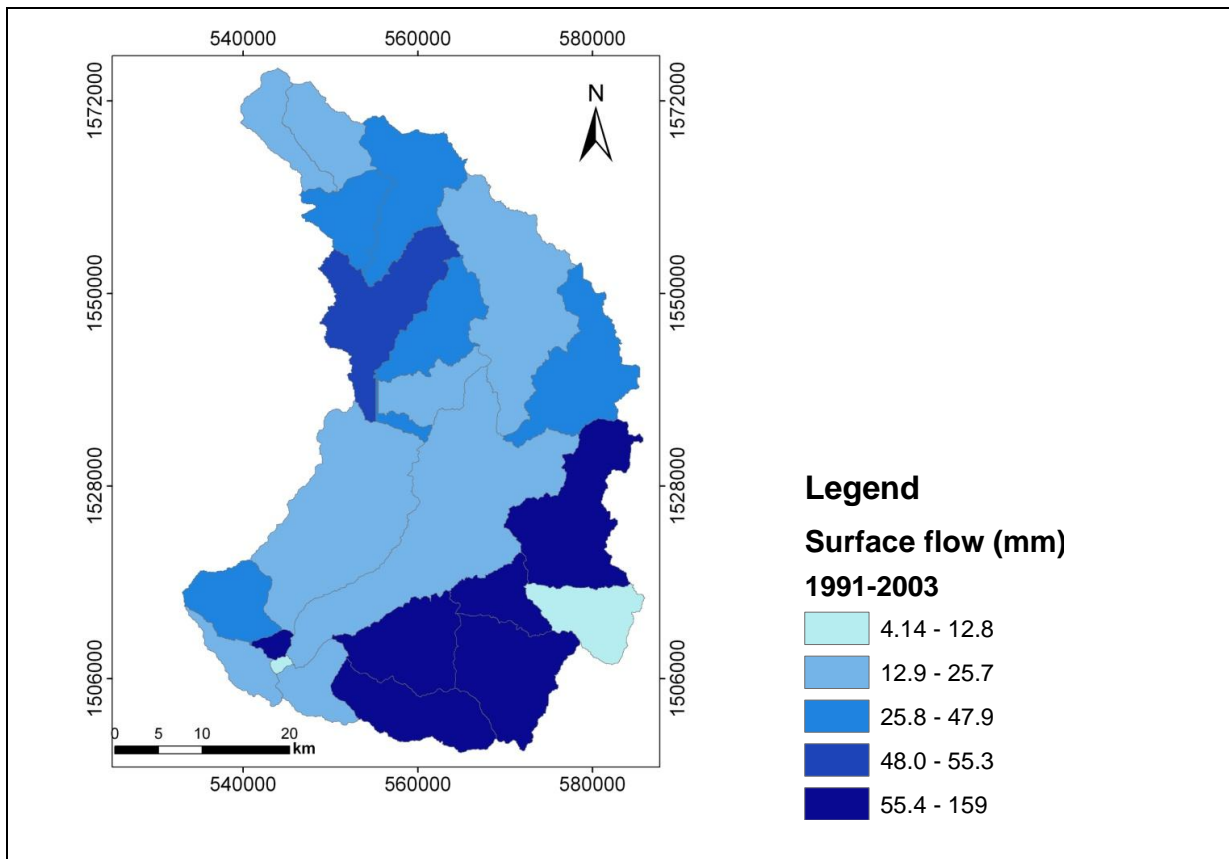 540000 560000 580000
1572000 1572000
N
1550000 1550000
1528000 1528000
1506000 1506000
0 5 10 20
km
540000 560000 580000
Legend
Surface flow (mm)
1991-2003
4.14 - 12.8
12.9 - 25.7
25.8 - 47.9
48.0 - 55.3
55.4 - 159